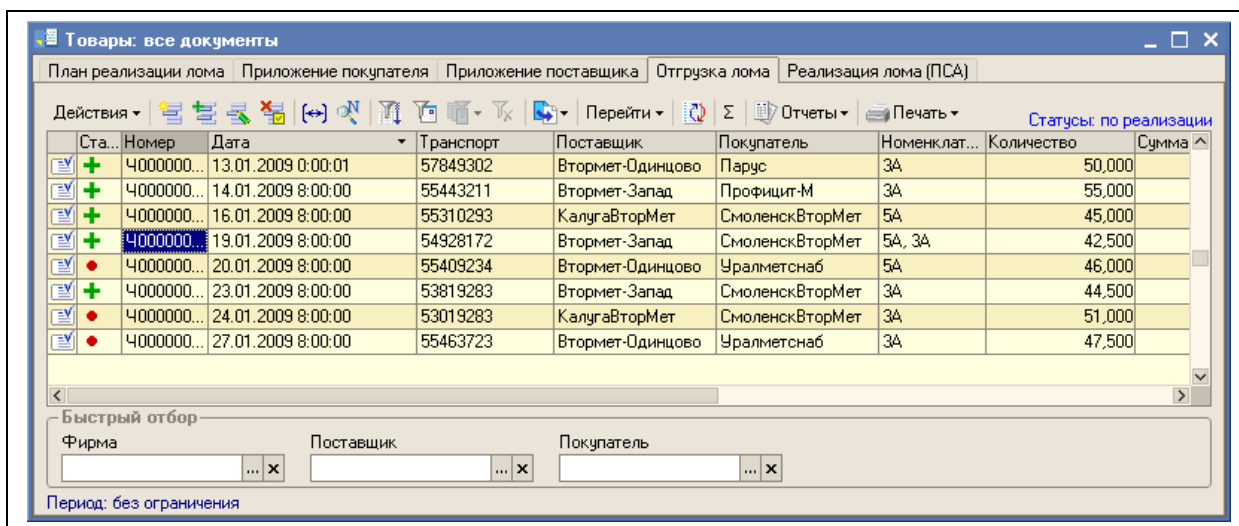 Товары: все документы
План реализации лома Приложение покупателя Приложение поставщика Отгрузка лома Реализация лома (ПСА)
Действия Перейти Σ Отчеты Печать Статусы: по реализации
Ста... Номер Дата Транспорт Поставщик Покупатель Номенклат... Количество Сумма
Ч000000... 13.01.2009 0:00:01 57849302 Втормет-Одинцово Парус 3А 50,000
Ч000000... 14.01.2009 8:00:00 55443211 Втормет-Запад Профицит-М 3А 55,000
Ч000000... 16.01.2009 8:00:00 55310293 КалугаВторМет СмоленскВторМет 5А 45,000
Ч000000... 19.01.2009 8:00:00 54928172 Втормет-Запад СмоленскВторМет 5А, 3А 42,500
Ч000000... 20.01.2009 8:00:00 55409234 Втормет-Одинцово Уралметснаб 5А 46,000
Ч000000... 23.01.2009 8:00:00 53819283 Втормет-Запад СмоленскВторМет 3А 44,500
Ч000000... 24.01.2009 8:00:00 53019283 КалугаВторМет СмоленскВторМет 3А 51,000
Ч000000... 27.01.2009 8:00:00 55463723 Втормет-Одинцово Уралметснаб 3А 47,500
Быстрый отбор
Фирма Поставщик Покупатель
... x ... x ... x
Период: без ограничения